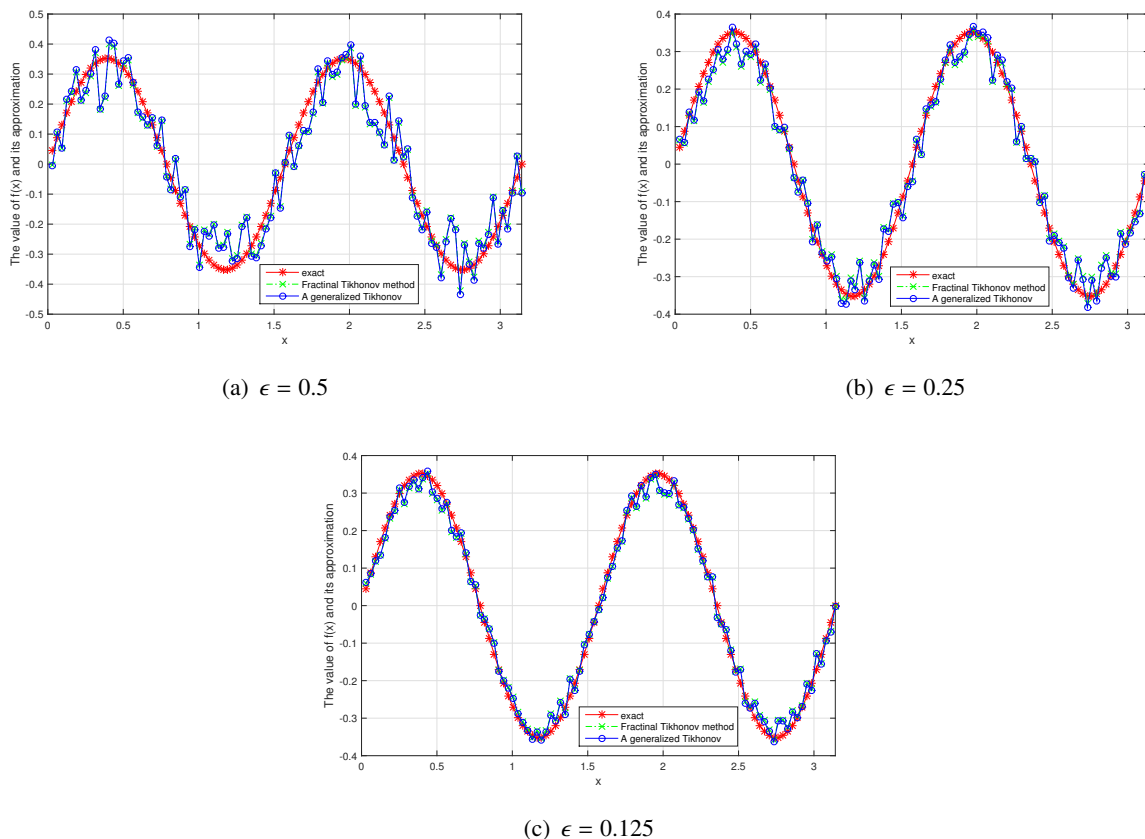 The value of f(x) and its approximation
0.5
0.4
0.3
0.2
0.1
0
-0.1
-0.2
-0.3
-0.4
-0.5
0
0.5
1
1.5
2
2.5
3
x
exact
Fractinal Tikhonov method
A generalized Tikhonov
(a) ϵ = 0.5
The value of f(x) and its approximation
0.4
0.3
0.2
0.1
0
-0.1
-0.2
-0.3
-0.4
0
0.5
1
1.5
2
2.5
3
x
exact
Fractinal Tikhonov method
A generalized Tikhonov
(b) ϵ = 0.25
The value of f(x) and its approximation
0.4
0.3
0.2
0.1
0
-0.1
-0.2
-0.3
-0.4
0
0.5
1
1.5
2
2.5
3
x
exact
Fractinal Tikhonov method
A generalized Tikhonov
(c) ϵ = 0.125